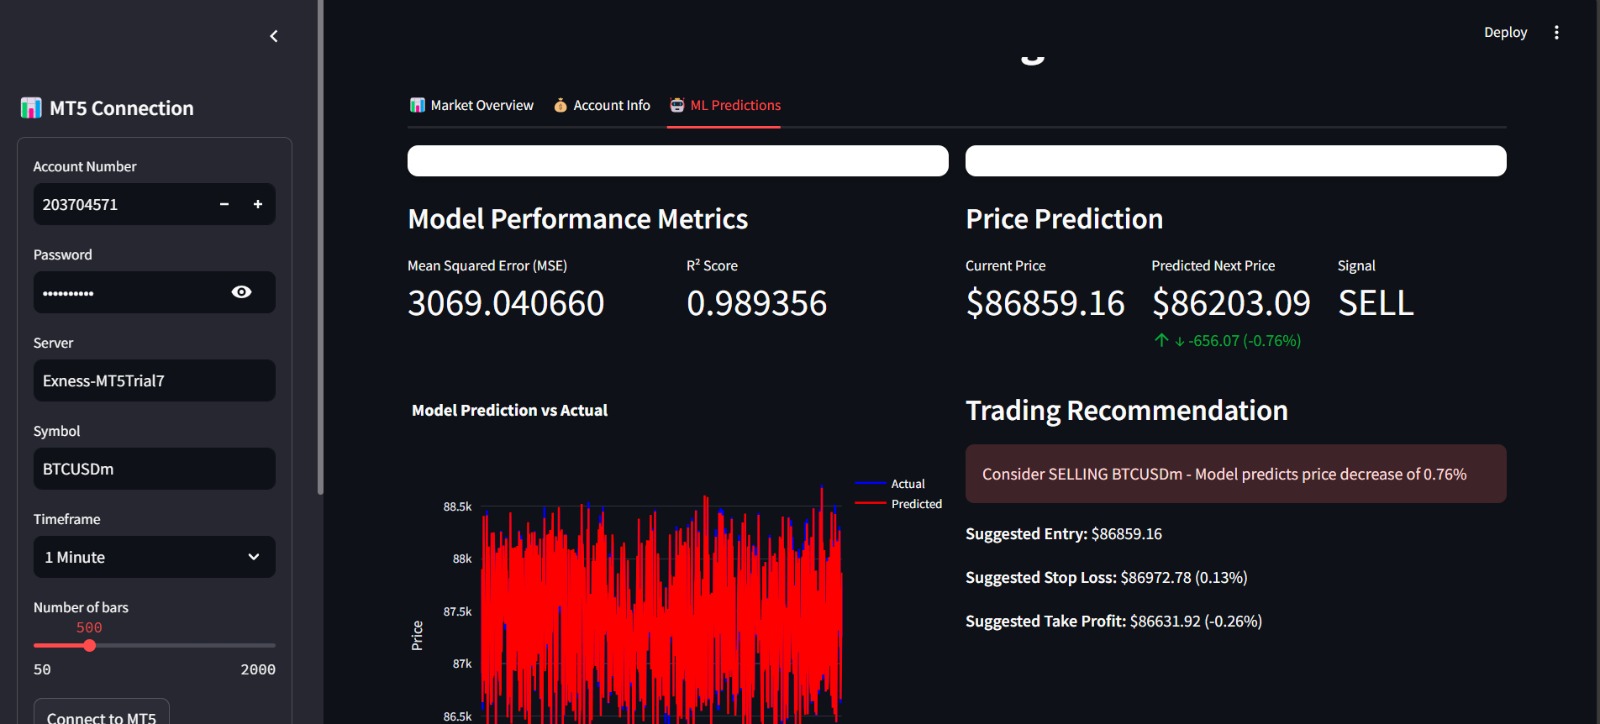 Deploy
MT5 Connection
Account Number
203704571
Password
••••••••••
Server
Exness-MT5Trial7
Symbol
BTCUSDm
Timeframe
1 Minute
Number of bars
500
50 2000
Connect to MT5
Market Overview Account Info ML Predictions
Model Performance Metrics
Mean Squared Error (MSE) R² Score
3069.040660 0.989356
Model Prediction vs Actual
Actual
Predicted
88.5k
88k
87.5k
87k
86.5k
Price
Price Prediction
Current Price Predicted Next Price Signal
$86859.16 $86203.09 SELL
↑ ↓ -656.07 (-0.76%)
Trading Recommendation
Consider SELLING BTCUSDm - Model predicts price decrease of 0.76%
Suggested Entry: $86859.16
Suggested Stop Loss: $86972.78 (0.13%)
Suggested Take Profit: $86631.92 (-0.26%)